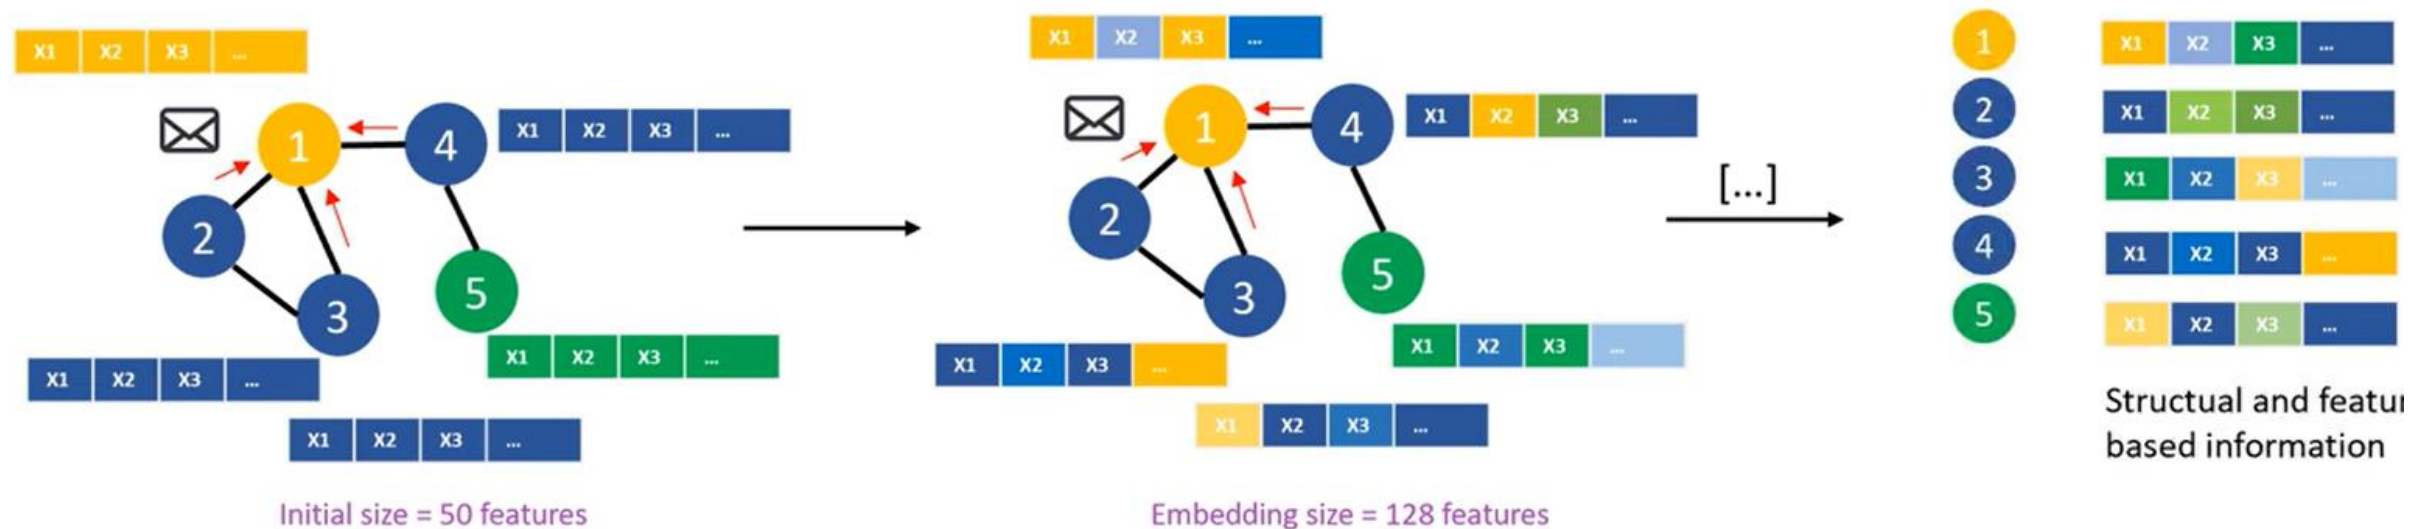 X1 X2 X3 ...
1
4
X1 X2 X3 ...
2
3
5
X1 X2 X3 ...
X1 X2 X3 ...
X1 X2 X3 ...
Initial size = 50 features
X1 X2 X3 ...
1
4
X1 X2 X3 ...
2
3
5
X1 X2 X3 ...
X1 X2 X3 ...
X1 X2 X3 ...
Embedding size = 128 features
[...]
1 X1 X2 X3 ...
2 X1 X2 X3 ...
3 X1 X2 X3 ...
4 X1 X2 X3 ...
5 X1 X2 X3 ...
Structual and featu
based information